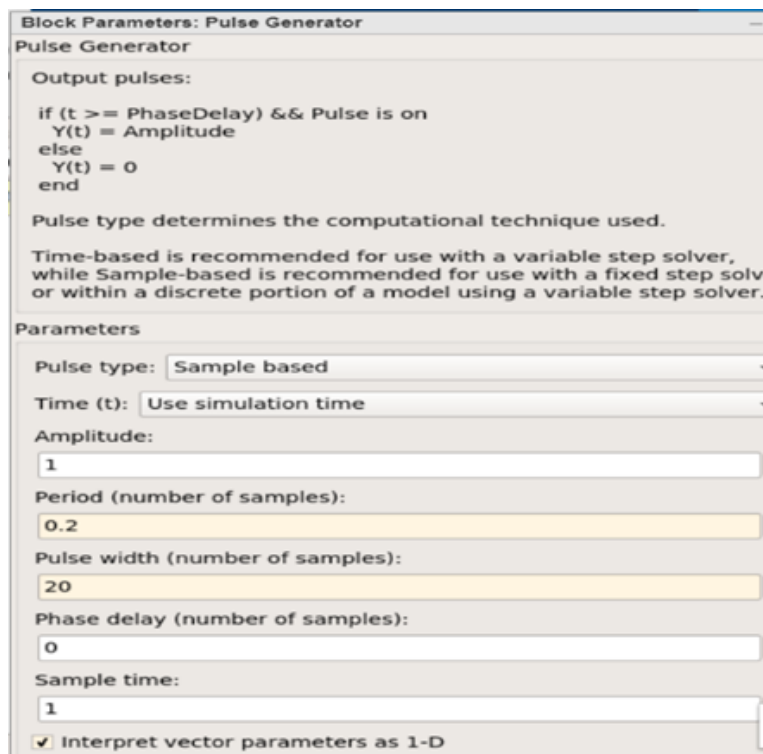 Block Parameters: Pulse Generator
Pulse Generator
Output pulses:
if (t >= PhaseDelay) && Pulse is on
Y(t) = Amplitude
else
Y(t) = 0
end
Pulse type determines the computational technique used.
Time-based is recommended for use with a variable step solver,
while Sample-based is recommended for use with a fixed step solv
or within a discrete portion of a model using a variable step solver.
Parameters
Pulse type: Sample based
Time (t): Use simulation time
Amplitude:
1
Period (number of samples):
0.2
Pulse width (number of samples):
20
Phase delay (number of samples):
0
Sample time:
1
Interpret vector parameters as 1-D